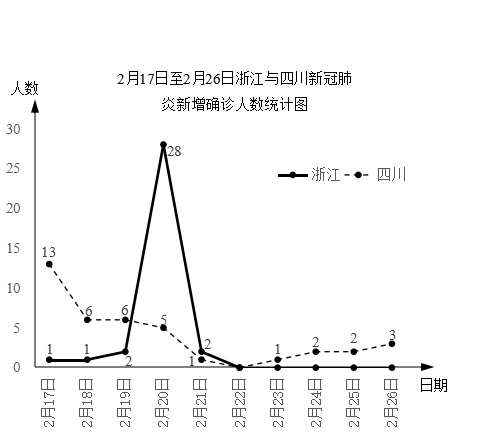 2月17日至2月26日浙江与四川新冠肺
炎新增确诊人数统计图
人数
30
25
20
15
10
5
0
浙江
四川
13
6
6
5
28
1
1
2
1
2
1
2
2
3
2月17日
2月18日
2月19日
2月20日
2月21日
2月22日
2月23日
2月24日
2月25日
2月26日
日期